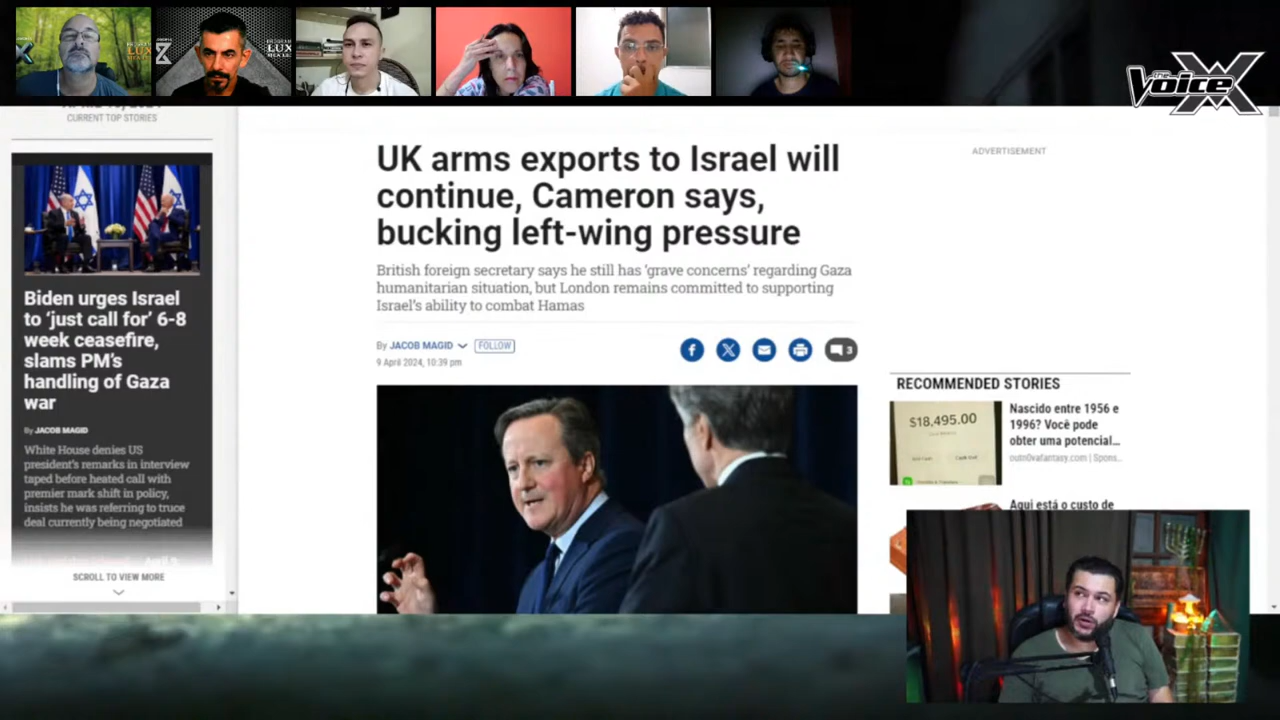 LUX
LUX
the Voice X
CURRENT TOP STORIES
Biden urges Israel
to ‘just call for’ 6-8
week ceasefire,
slams PM’s
handling of Gaza
war
By JACOB MAGID
White House denies US
president’s remarks in interview
taped before heated call with
premier mark shift in policy,
insists he was referring to truce
deal currently being negotiated
SCROLL TO VIEW MORE
UK arms exports to Israel will
continue, Cameron says,
bucking left-wing pressure
British foreign secretary says he still has ‘grave concerns’ regarding Gaza
humanitarian situation, but London remains committed to supporting
Israel’s ability to combat Hamas
By JACOB MAGID FOLLOW
9 April 2024, 10:39 pm
3
ADVERTISEMENT
RECOMMENDED STORIES
$18,495.00
Nascido entre 1956 e
1996? Você pode
obter uma potencial...
| Spons...
Aqui está o custo de